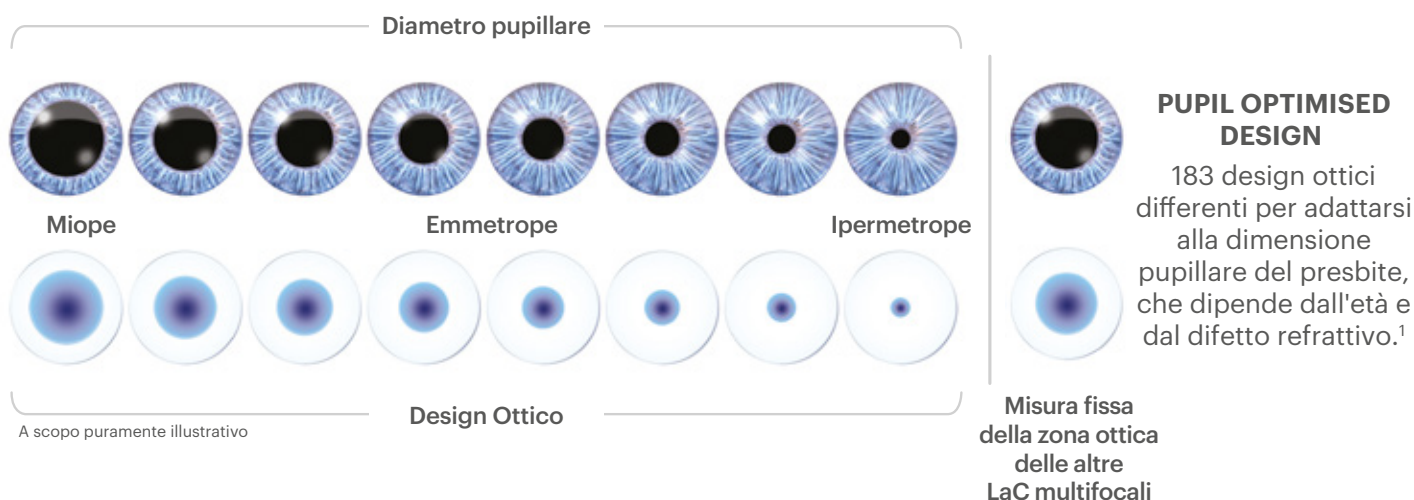 Diametro pupillare
Miope
Emmetrope
Ipermetrope
Design Ottico
A scopo puramente illustrativo
Misura fissa
della zona ottica
delle altre
LaC multifocali
PUPIL OPTIMISED
DESIGN
183 design ottici
differenti per adattarsi
alla dimensione
pupillare del presbite,
che dipende dall'età e
dal difetto refrattivo.¹